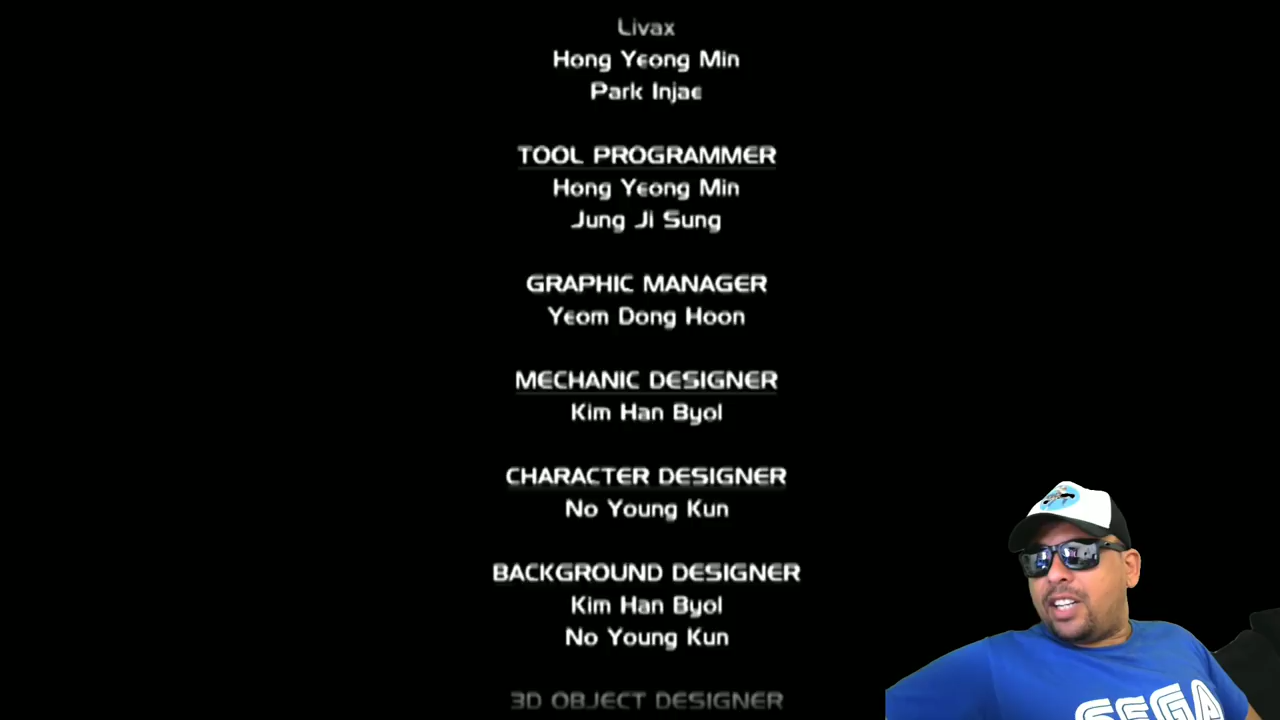 Livax
Hong Yeong Min
Park Injae
TOOL PROGRAMMER
Hong Yeong Min
Jung Ji Sung
GRAPHIC MANAGER
Yeom Dong Hoon
MECHANIC DESIGNER
Kim Han Byol
CHARACTER DESIGNER
No Young Kun
BACKGROUND DESIGNER
Kim Han Byol
No Young Kun
3D OBJECT DESIGNER
SEGA